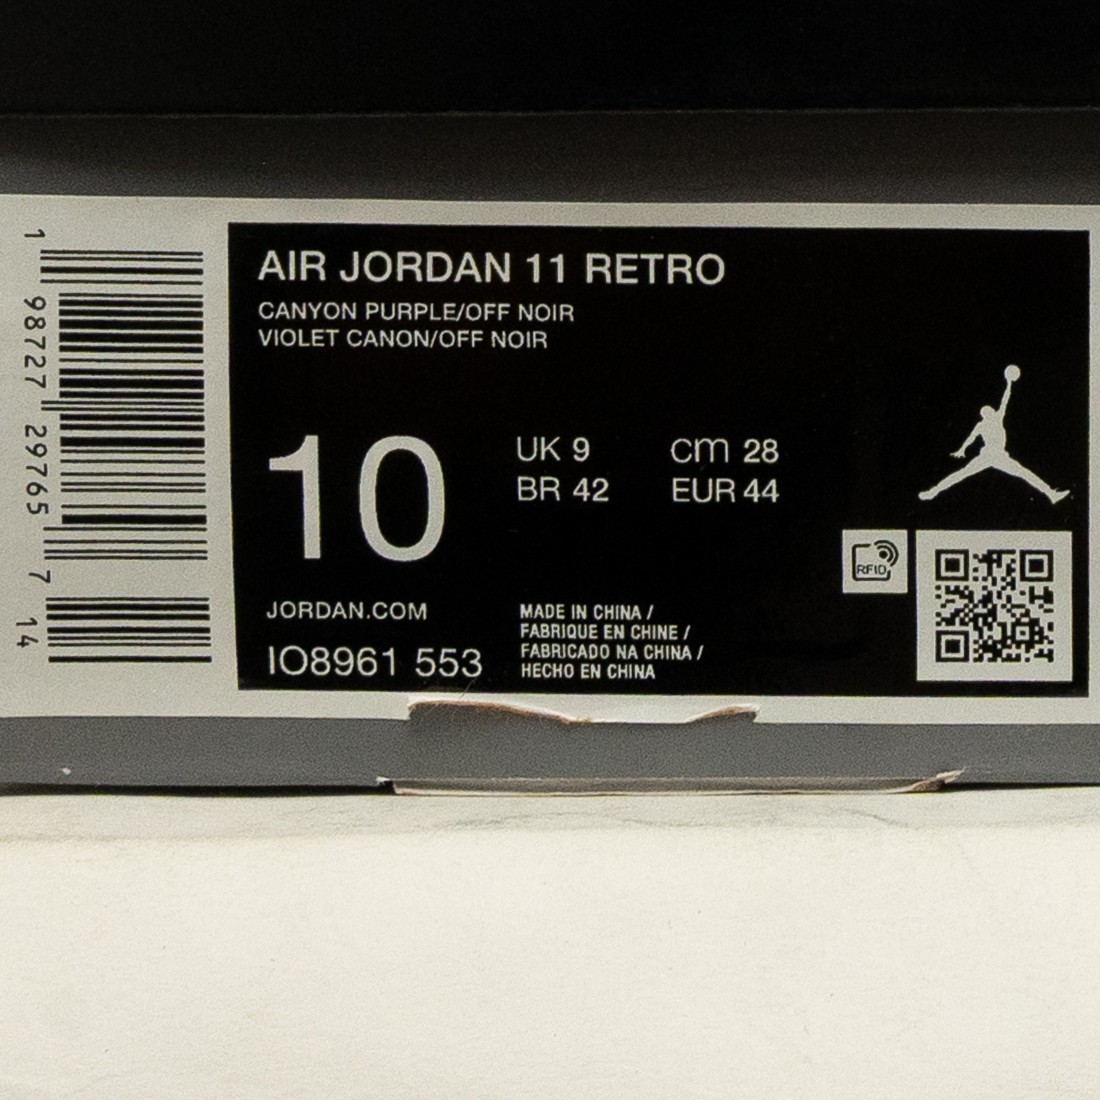 1 98727 29765 7 14
AIR JORDAN 11 RETRO
CANYON PURPLE/OFF NOIR
VIOLET CANON/OFF NOIR
10
UK 9 cm 28
BR 42 EUR 44
RFID
JORDAN.COM
IO8961 553
MADE IN CHINA /
FABRIQUE EN CHINE /
FABRICADO NA CHINA /
HECHO EN CHINA